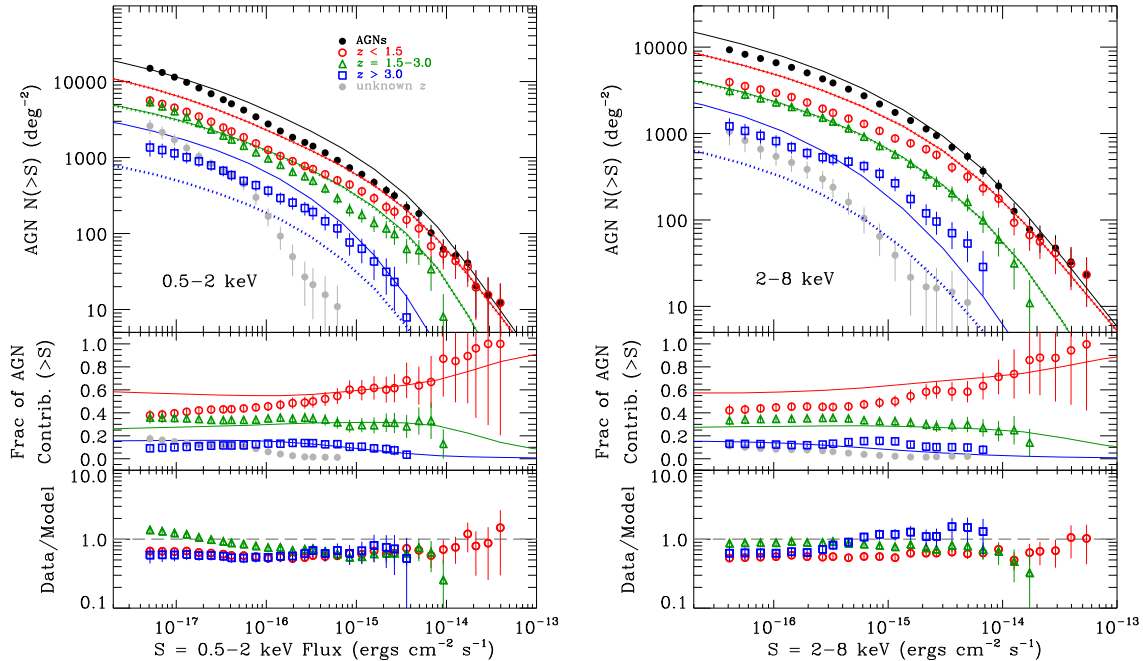 AGN N(>S) (deg⁻²)
10000
1000
100
10
AGNs
z < 1.5
z = 1.5−3.0
z > 3.0
unknown z
0.5−2 keV
Frac of AGN
Contrib. (>S)
1.0
0.8
0.6
0.4
0.2
0.0
Data/Model
10.0
1.0
0.1
10⁻¹⁷
10⁻¹⁶
10⁻¹⁵
10⁻¹⁴
10⁻¹³
S = 0.5−2 keV Flux (ergs cm⁻² s⁻¹)
AGN N(>S) (deg⁻²)
10000
1000
100
10
2−8 keV
Frac of AGN
Contrib. (>S)
1.0
0.8
0.6
0.4
0.2
0.0
Data/Model
10.0
1.0
0.1
10⁻¹⁶
10⁻¹⁵
10⁻¹⁴
10⁻¹³
S = 2−8 keV Flux (ergs cm⁻² s⁻¹)